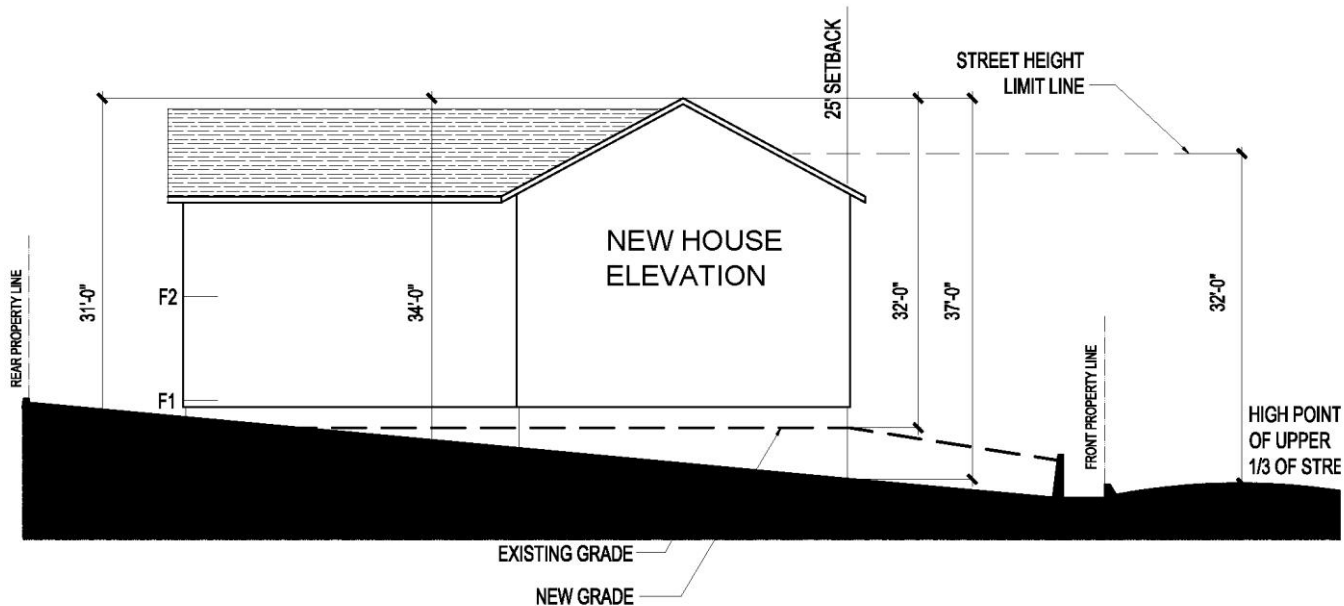 25' SETBACK
STREET HEIGHT
LIMIT LINE
NEW HOUSE
ELEVATION
REAR PROPERTY LINE
31'-0"
F2
F1
34'-0"
32'-0"
37'-0"
32'-0"
FRONT PROPERTY LINE
HIGH POINT
OF UPPER
1/3 OF STRE
EXISTING GRADE
NEW GRADE